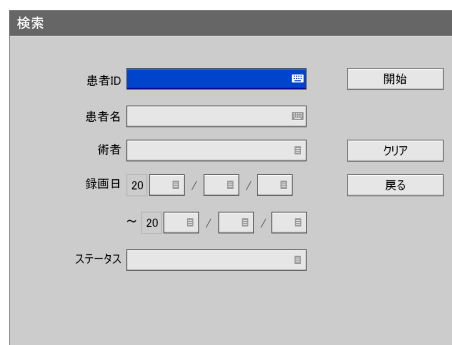 検索
患者ID
開始
患者名
術者
クリア
録画日 20 / /
戻る
～ 20 / /
ステータス